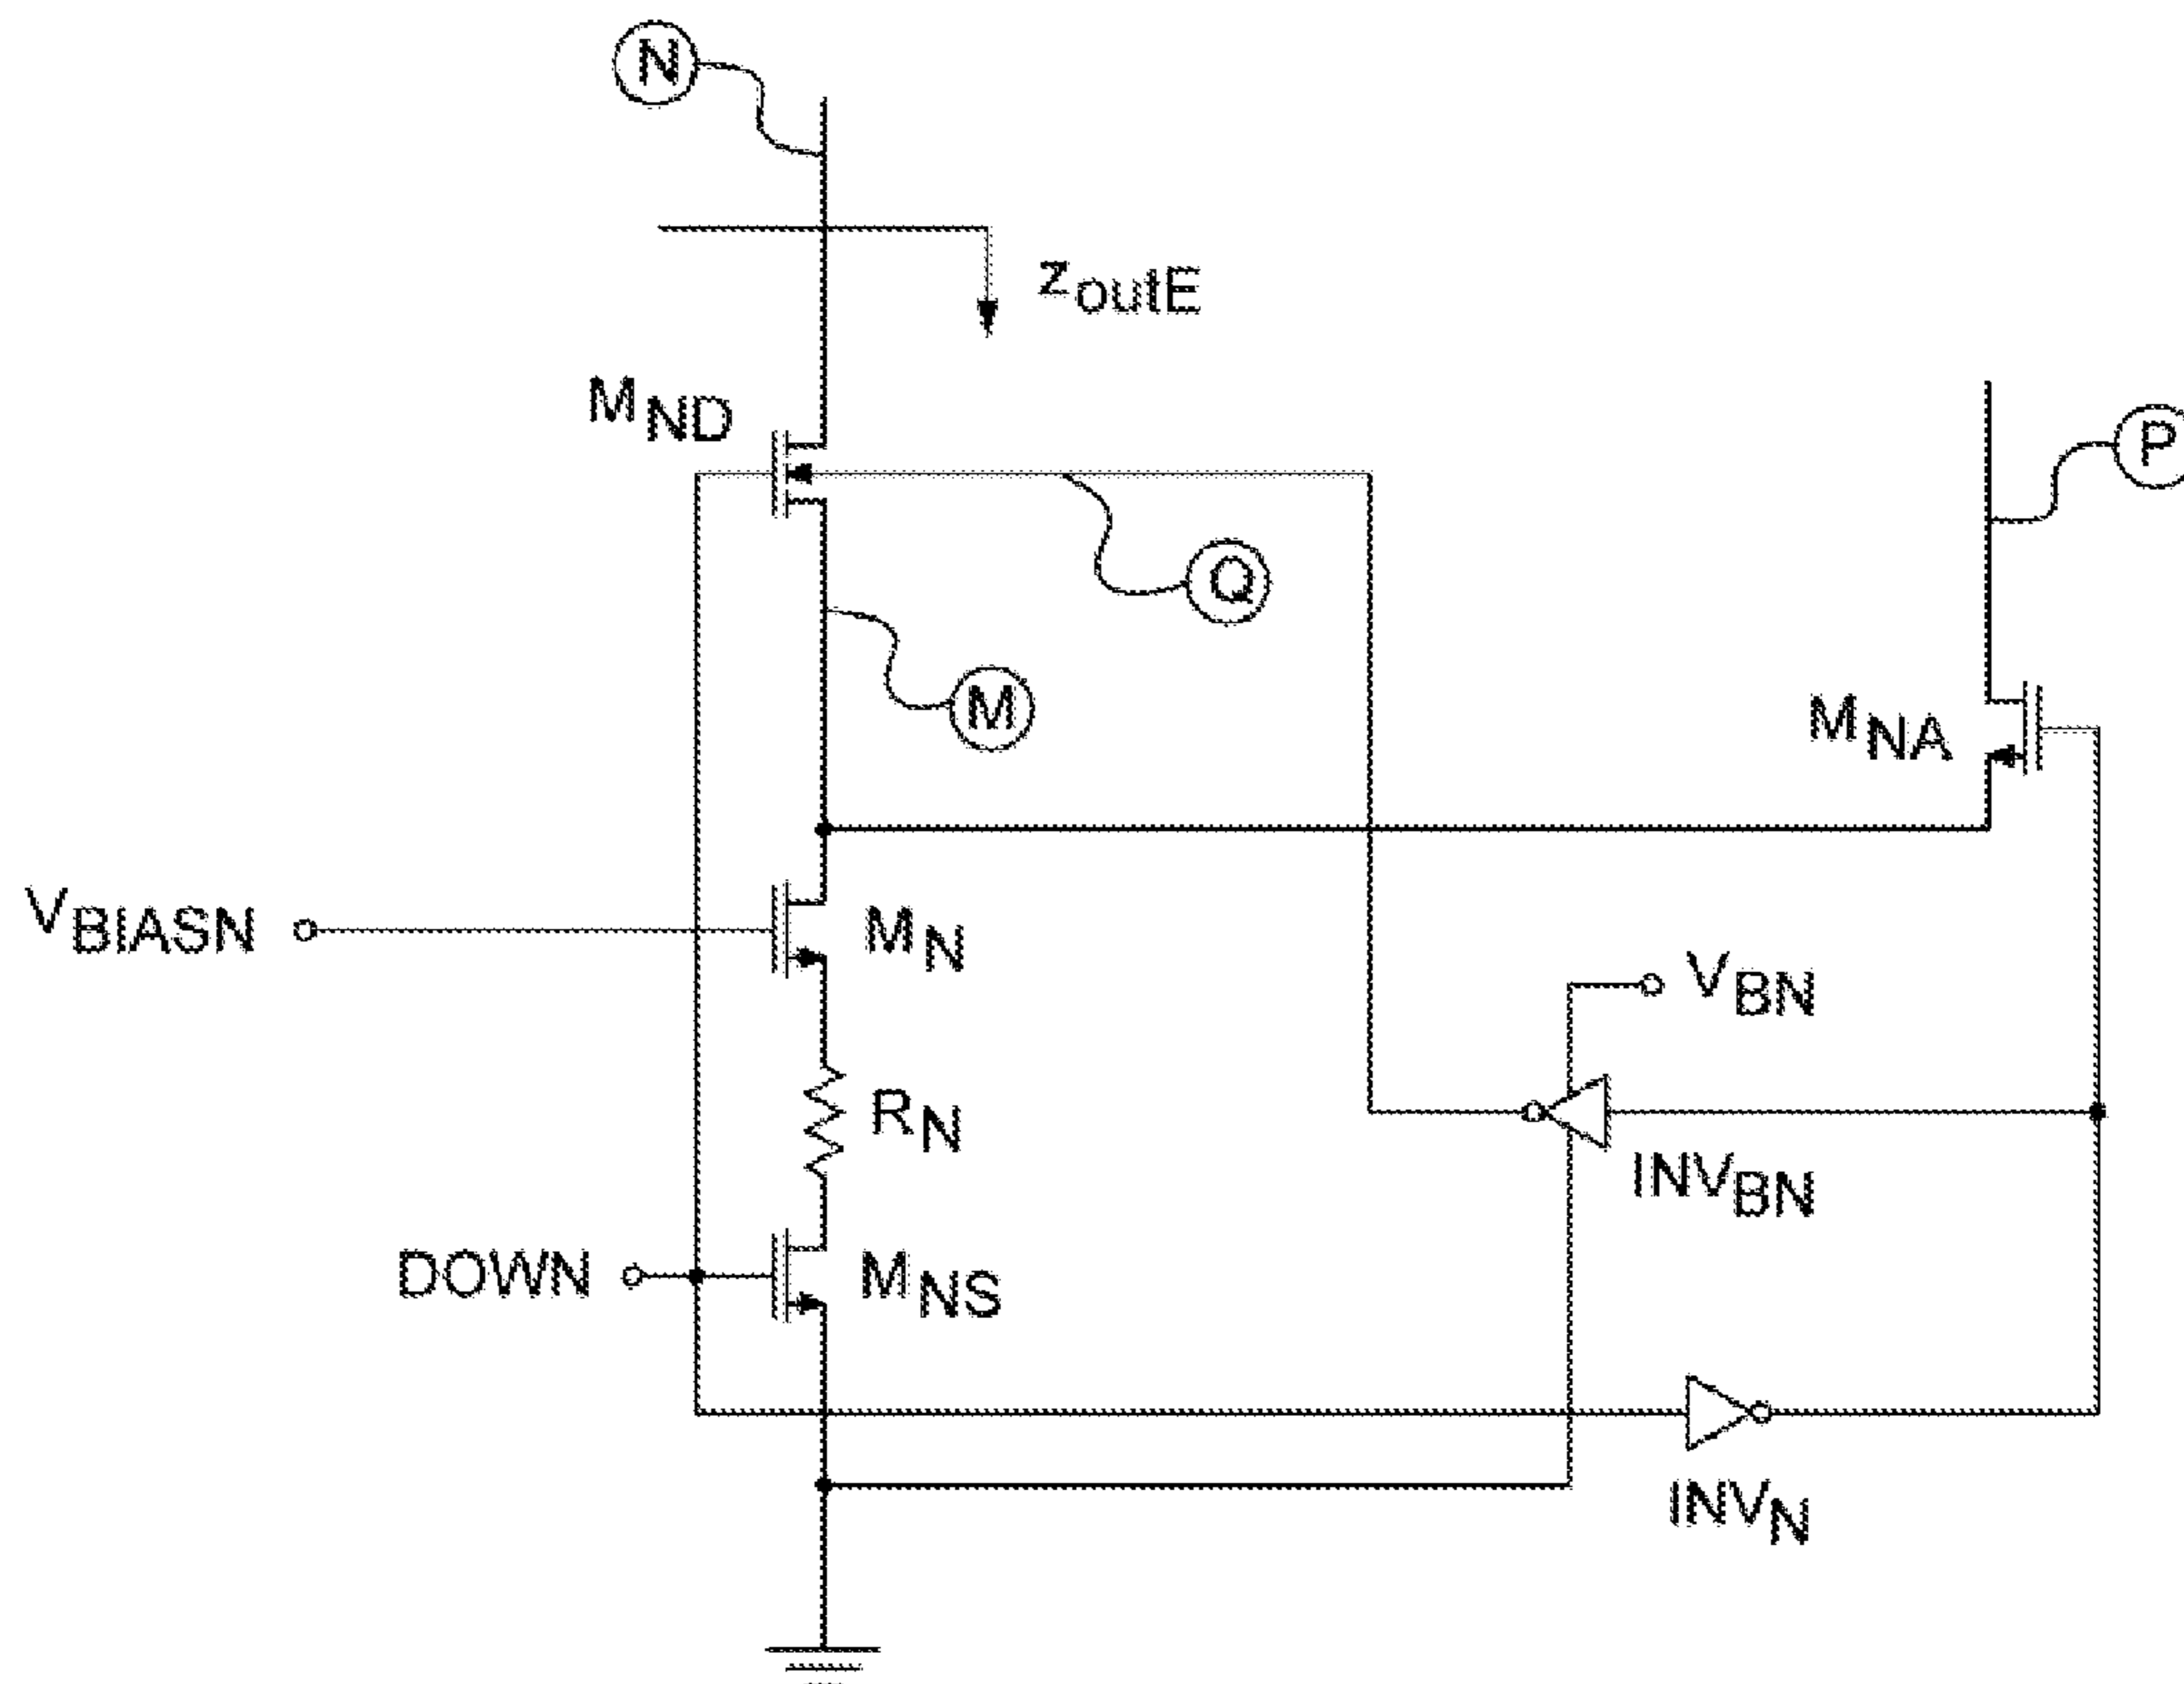 N
ZoutE
MND
P
Q
M
MNA
VBIASN
MN
VBN
RN
INVBN
DOWN
MNS
INVN